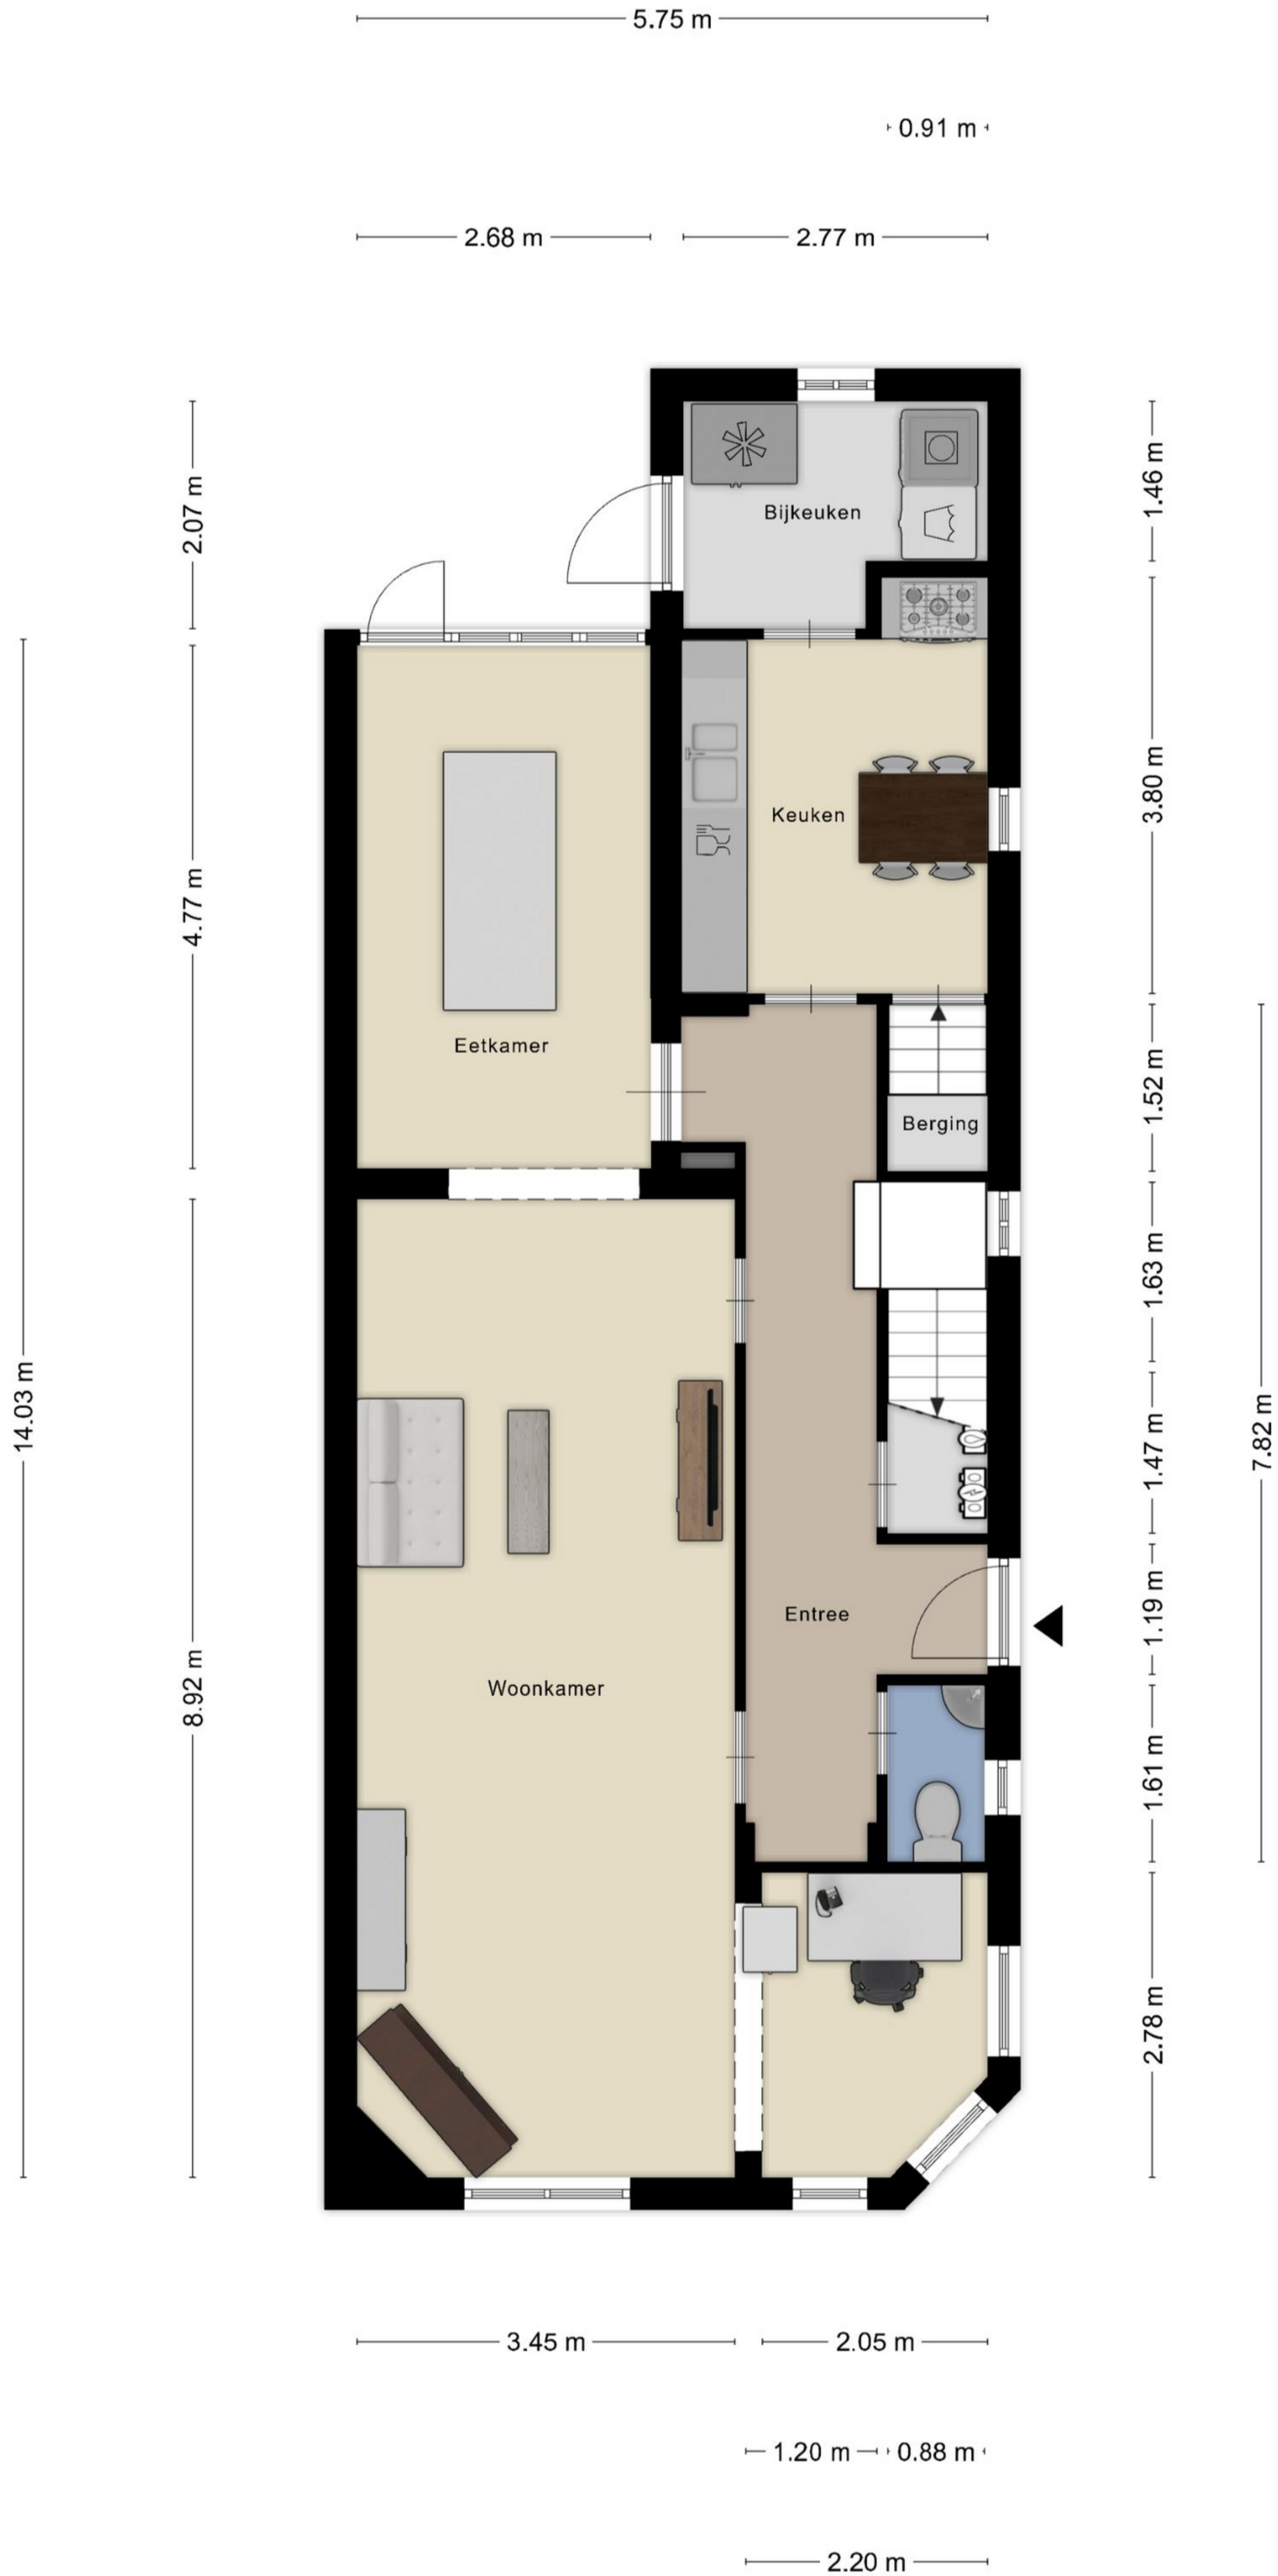 5.75 m
0.91 m
2.68 m
2.77 m
2.07 m
1.46 m
Bijkeuken
3.80 m
Keuken
4.77 m
Eetkamer
1.52 m
Berging
1.63 m
14.03 m
7.82 m
1.47 m
Entree
1.19 m
8.92 m
Woonkamer
1.61 m
2.78 m
3.45 m
2.05 m
1.20 m
0.88 m
2.20 m